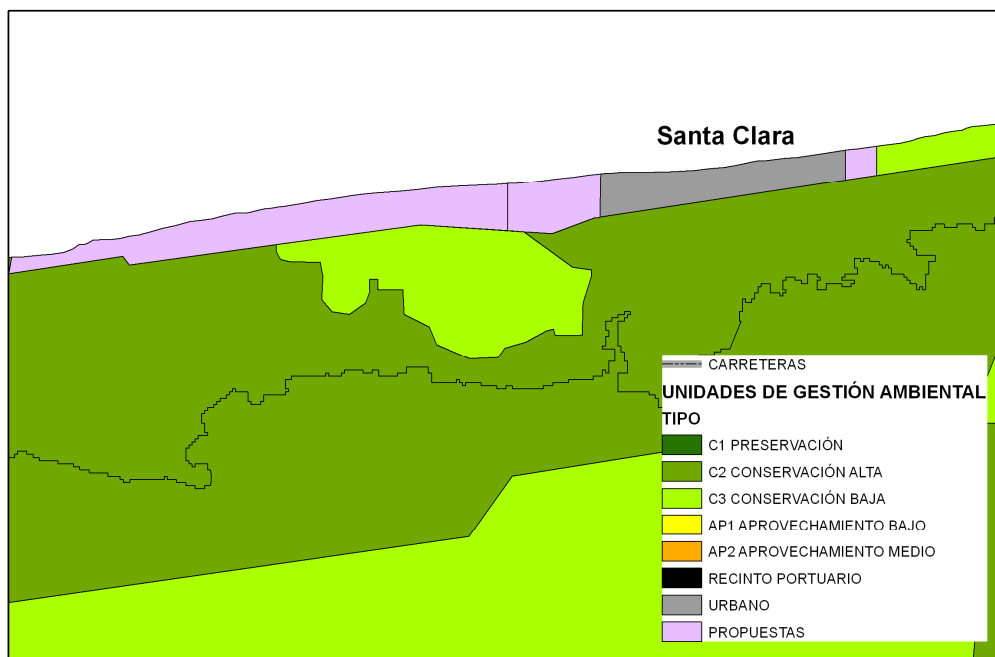 Santa Clara
CARRETERAS
UNIDADES DE GESTIÓN AMBIENTAL
TIPO
C1 PRESERVACIÓN
C2 CONSERVACIÓN ALTA
C3 CONSERVACIÓN BAJA
AP1 APROVECHAMIENTO BAJO
AP2 APROVECHAMIENTO MEDIO
RECINTO PORTUARIO
URBANO
PROPUESTAS